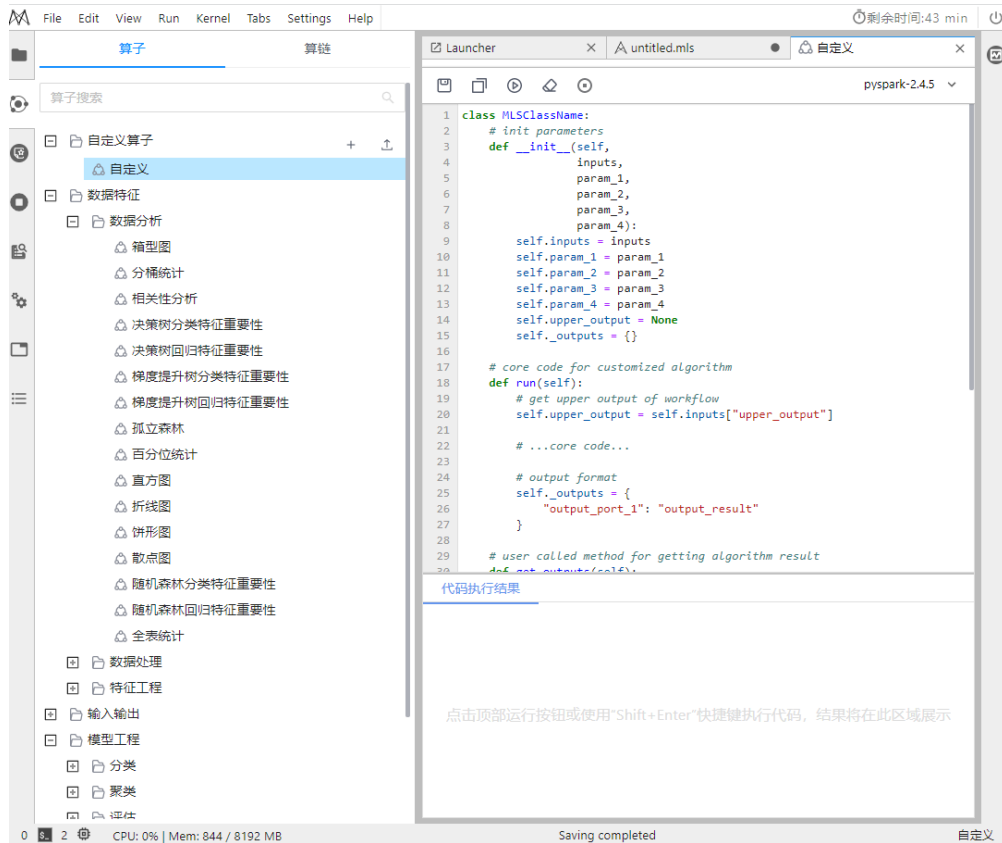 File Edit View Run Kernel Tabs Settings Help
剩余时间:43 min
算子 算链
算子搜索
自定义算子
自定义
数据特征
数据分析
箱型图
分桶统计
相关性分析
决策树分类特征重要性
决策树回归特征重要性
梯度提升树分类特征重要性
梯度提升树回归特征重要性
孤立森林
百分位统计
直方图
折线图
饼形图
散点图
随机森林分类特征重要性
随机森林回归特征重要性
全表统计
数据处理
特征工程
输入输出
模型工程
分类
聚类
评估
Launcher untitled.mls 自定义
pyspark-2.4.5
1 class MLSClassName:
2 # init parameters
3 def __init__(self,
4 inputs,
5 param_1,
6 param_2,
7 param_3,
8 param_4):
9 self.inputs = inputs
10 self.param_1 = param_1
11 self.param_2 = param_2
12 self.param_3 = param_3
13 self.param_4 = param_4
14 self.upper_output = None
15 self._outputs = {}
16
17 # core code for customized algorithm
18 def run(self):
19 # get upper output of workflow
20 self.upper_output = self.inputs["upper_output"]
21
22 # ...core code...
23
24 # output format
25 self._outputs = {
26 "output_port_1": "output_result"
27 }
28
29 # user called method for getting algorithm result
30 def get_outputs(self):
代码执行结果
点击顶部运行按钮或使用"Shift+Enter"快捷键执行代码，结果将在此区域展示
0 2 CPU: 0% | Mem: 844 / 8192 MB Saving completed 自定义